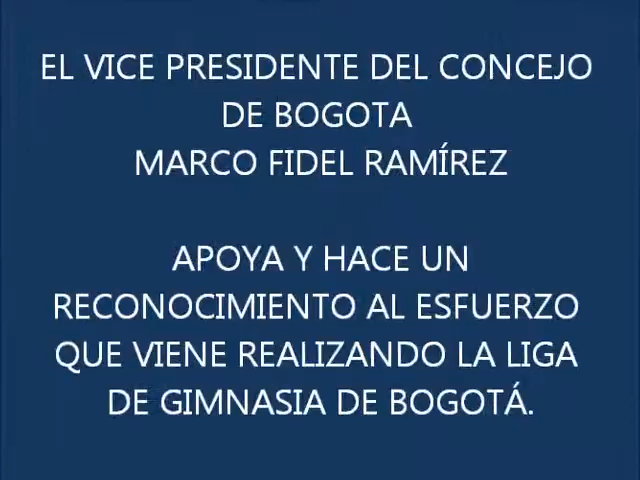 EL VICE PRESIDENTE DEL CONCEJO
DE BOGOTA
MARCO FIDEL RAMÍREZ
APOYA Y HACE UN
RECONOCIMIENTO AL ESFUERZO
QUE VIENE REALIZANDO LA LIGA
DE GIMNASIA DE BOGOTÁ.